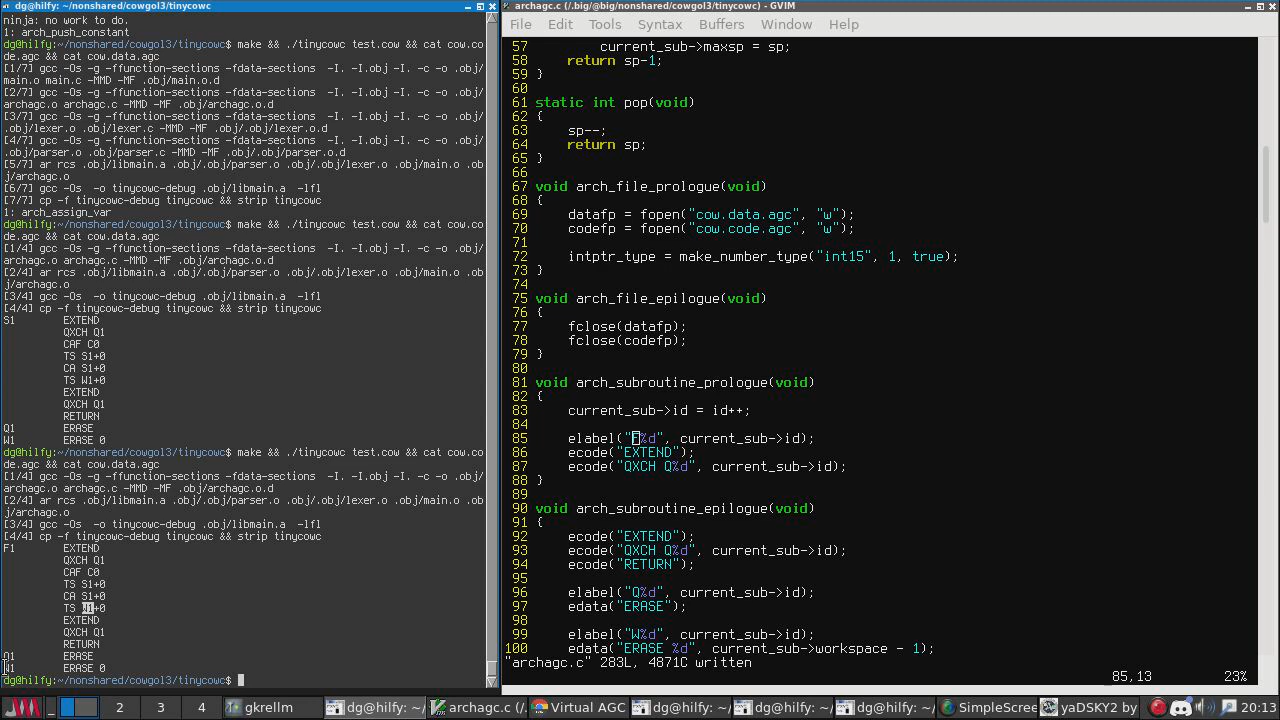 dg@hilfy: ~/nonshared/cowgol3/tinycowc
ninja: no work to do.
1: arch_push_constant
dg@hilfy:~/nonshared/cowgol3/tinycowc$ make && ./tinycowc test.cow && cat cow.co
de.agc && cat cow.data.agc
[1/7] gcc -Os -g -ffunction-sections -fdata-sections -I. -I.obj -I. -c -o .obj/
main.o main.c -MMD -MF .obj/main.o.d
[2/7] gcc -Os -g -ffunction-sections -fdata-sections -I. -I.obj -I. -c -o .obj/
archagc.o archagc.c -MMD -MF .obj/archagc.o.d
[3/7] gcc -Os -g -ffunction-sections -fdata-sections -I. -I.obj -I. -c -o .obj/
.obj/lexer.o .obj/lexer.c -MMD -MF .obj/.obj/lexer.o.d
[4/7] gcc -Os -g -ffunction-sections -fdata-sections -I. -I.obj -I. -c -o .obj/
.obj/parser.o .obj/parser.c -MMD -MF .obj/.obj/parser.o.d
[5/7] ar rcs .obj/libmain.a .obj/.obj/parser.o .obj/.obj/lexer.o .obj/main.o .ob
j/archagc.o
[6/7] gcc -Os  -o tinycowc-debug .obj/libmain.a  -lfl
[7/7] cp -f tinycowc-debug tinycowc && strip tinycowc
1: arch_assign_var
dg@hilfy:~/nonshared/cowgol3/tinycowc$ make && ./tinycowc test.cow && cat cow.co
de.agc && cat cow.data.agc
[1/4] gcc -Os -g -ffunction-sections -fdata-sections -I. -I.obj -I. -c -o .obj/
archagc.o archagc.c -MMD -MF .obj/archagc.o.d
[2/4] ar rcs .obj/libmain.a .obj/.obj/parser.o .obj/.obj/lexer.o .obj/main.o .ob
j/archagc.o
[3/4] gcc -Os  -o tinycowc-debug .obj/libmain.a  -lfl
[4/4] cp -f tinycowc-debug tinycowc && strip tinycowc
S1 EXTEND
QXCH Q1
CAF C0
TS S1+0
CA S1+0
TS W1+0
EXTEND
QXCH Q1
RETURN
Q1 ERASE
W1 ERASE 0
dg@hilfy:~/nonshared/cowgol3/tinycowc$ make && ./tinycowc test.cow && cat cow.co
de.agc && cat cow.data.agc
[1/4] gcc -Os -g -ffunction-sections -fdata-sections -I. -I.obj -I. -c -o .obj/
archagc.o archagc.c -MMD -MF .obj/archagc.o.d
[2/4] ar rcs .obj/libmain.a .obj/.obj/parser.o .obj/.obj/lexer.o .obj/main.o .ob
j/archagc.o
[3/4] gcc -Os  -o tinycowc-debug .obj/libmain.a  -lfl
[4/4] cp -f tinycowc-debug tinycowc && strip tinycowc
F1 EXTEND
QXCH Q1
CAF C0
TS S1+0
CA S1+0
TS W1+0
EXTEND
QXCH Q1
RETURN
Q1 ERASE
W1 ERASE 0
dg@hilfy:~/nonshared/cowgol3/tinycowc$
archagc.c (/.big/@big/nonshared/cowgol3/tinycowc) - GVIM
File Edit Tools Syntax Buffers Window Help
57 current_sub->maxsp = sp;
58 return sp-1;
59 }
60
61 static int pop(void)
62 {
63 sp--;
64 return sp;
65 }
66
67 void arch_file_prologue(void)
68 {
69 datafp = fopen("cow.data.agc", "w");
70 codefp = fopen("cow.code.agc", "w");
71
72 intptr_type = make_number_type("int15", 1, true);
73 }
74
75 void arch_file_epilogue(void)
76 {
77 fclose(datafp);
78 fclose(codefp);
79 }
80
81 void arch_subroutine_prologue(void)
82 {
83 current_sub->id = id++;
84
85 elabel("F%d", current_sub->id);
86 ecode("EXTEND");
87 ecode("QXCH Q%d", current_sub->id);
88 }
89
90 void arch_subroutine_epilogue(void)
91 {
92 ecode("EXTEND");
93 ecode("QXCH Q%d", current_sub->id);
94 ecode("RETURN");
95
96 elabel("Q%d", current_sub->id);
97 edata("ERASE");
98
99 elabel("W%d", current_sub->id);
100 edata("ERASE %d", current_sub->workspace - 1);
"archagc.c" 283L, 4871C written
85,13 23%
2 3 4 gkrellm dg@hilfy: ~/ archagc.c (/. Virtual AGC dg@hilfy: ~/ dg@hilfy: ~/ dg@hilfy: ~/ SimpleScree yaDSKY2 by 20:13